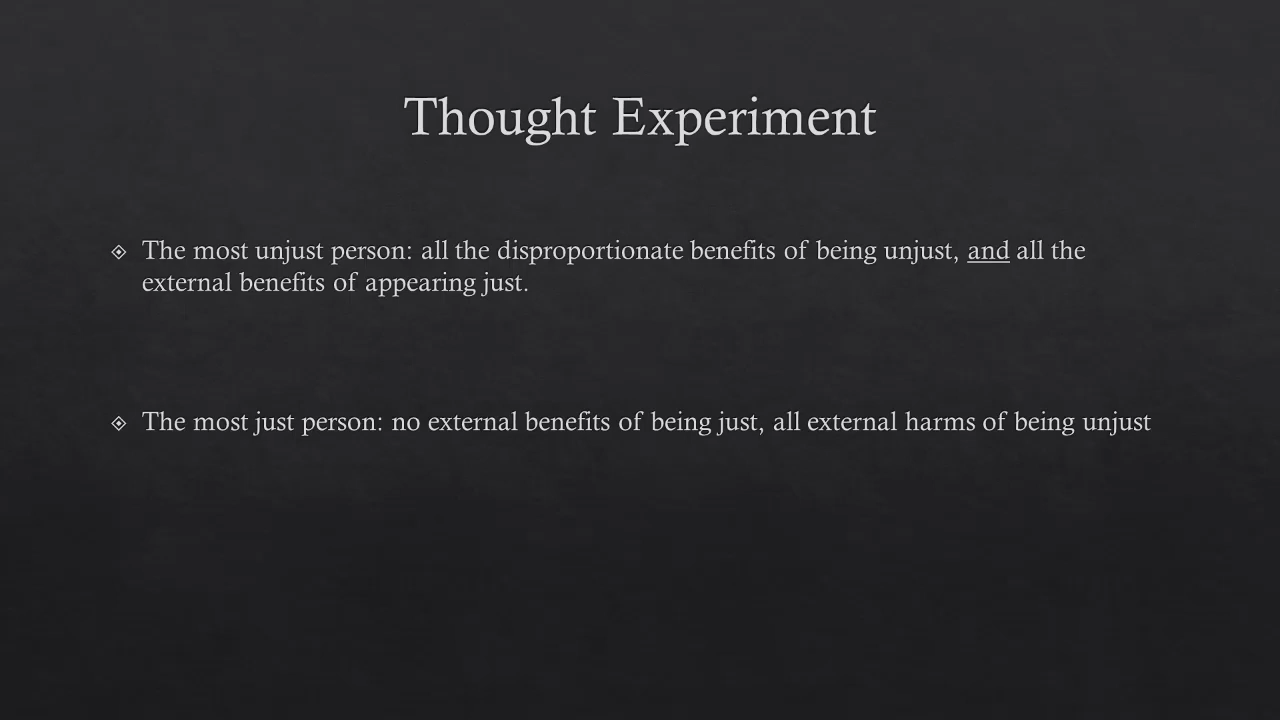 Thought Experiment
The most unjust person: all the disproportionate benefits of being unjust, and all the
external benefits of appearing just.
The most just person: no external benefits of being just, all external harms of being unjust